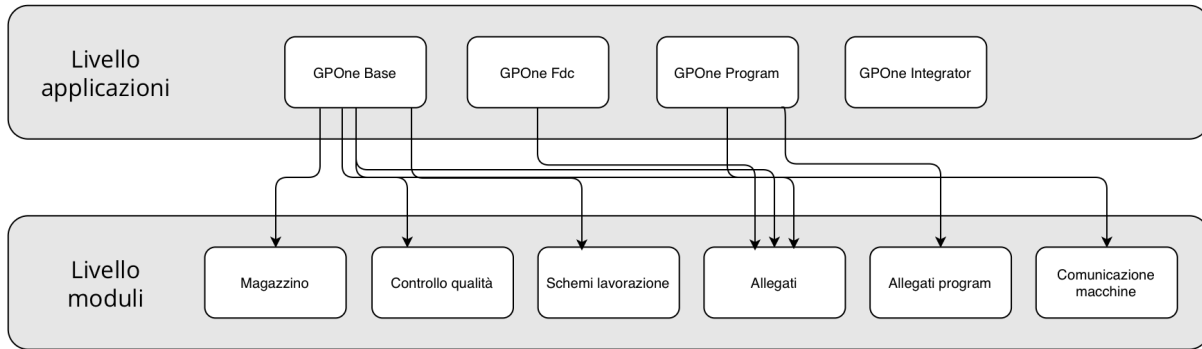 Livello
applicazioni
GPOne Base
GPOne Fdc
GPOne Program
GPOne Integrator
Livello
moduli
Magazzino
Controllo qualità
Schemi lavorazione
Allegati
Allegati program
Comunicazione
macchine